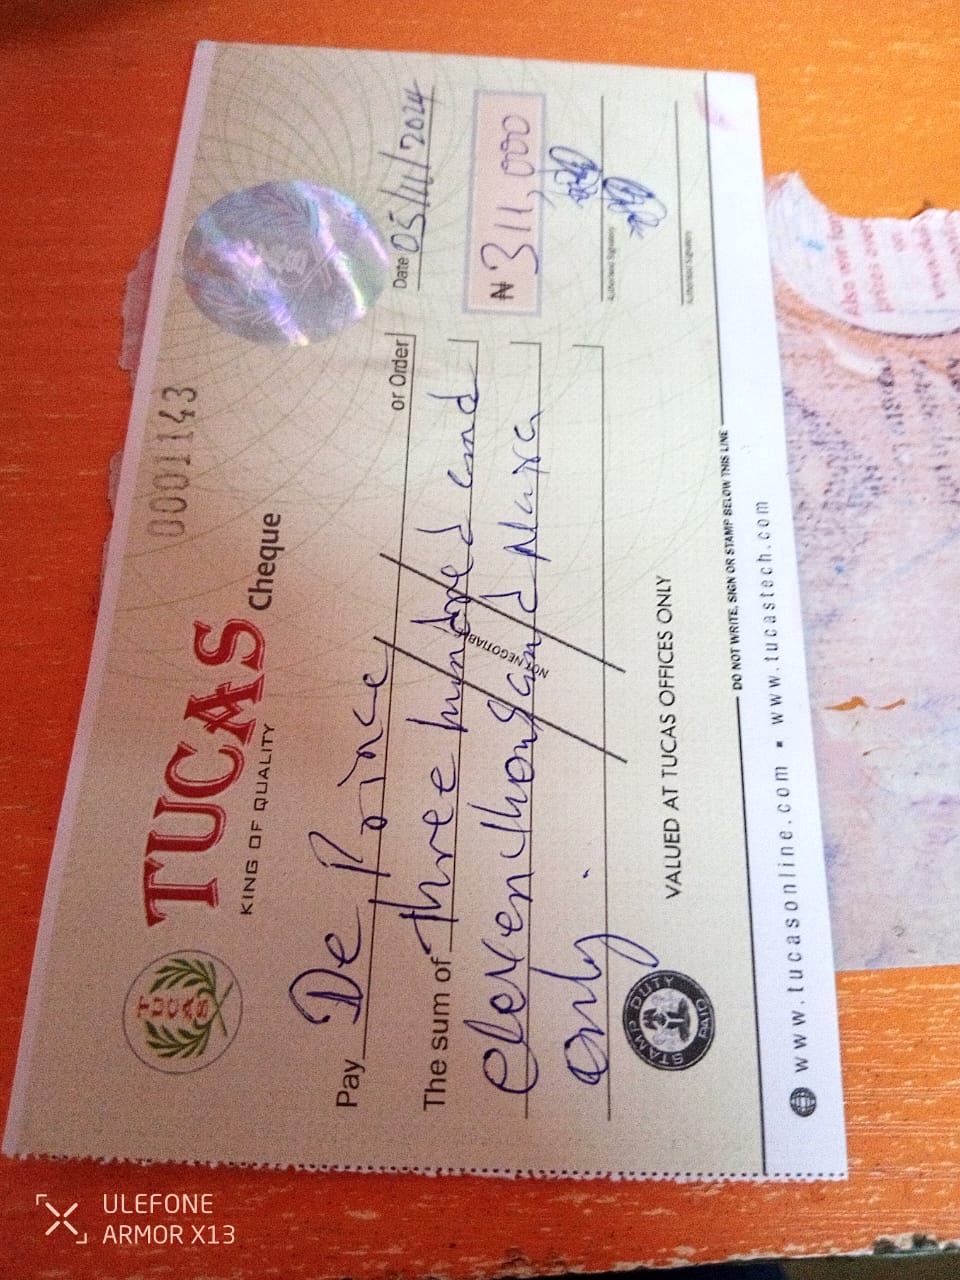 0001143
TUCAS
TUCAS
KING OF QUALITY
Cheque
Date 05/11/2024
Pay De Prince or Order
The sum of Three hundred and
eleven thousand Naira
only.
₦ 311,000
NOT NEGOTIABLE
Authorised Signatory
Authorised Signatory
STAMP DUTY PAID
VALUED AT TUCAS OFFICES ONLY
DO NOT WRITE, SIGN OR STAMP BELOW THIS LINE
www.tucasonline.com • www.tucastech.com
ULEFONE
ARMOR X13